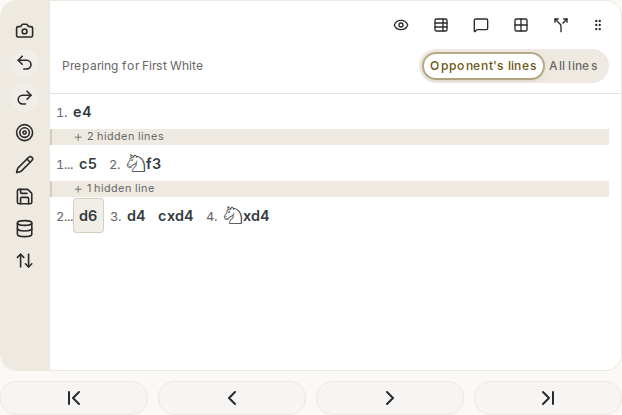 Preparing for First White
Opponent's lines All lines
1. e4
+ 2 hidden lines
1... c5 2. ♘f3
+ 1 hidden line
2... d6 3. d4 cxd4 4. ♘xd4